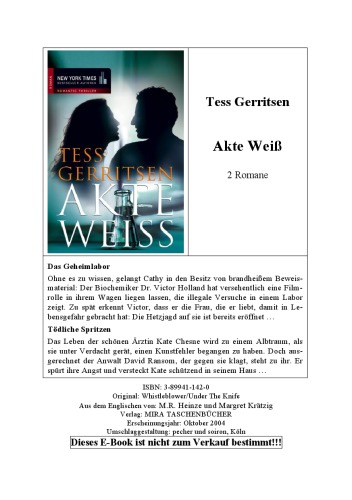 NEW YORK TIMES
BESTSELLER AUTOREN
ROMANTIC THRILLER
TESS
GERRITSEN
AKTE
WEISS
Tess Gerritsen
Akte Weiß
2 Romane
Das Geheimlabor
Ohne es zu wissen, gelangt Cathy in den Besitz von brandheißem Beweis-
material: Der Biochemiker Dr. Victor Holland hat versehentlich eine Film-
rolle in ihrem Wagen liegen lassen, die illegale Versuche in einem Labor
zeigt. Zu spät erkennt Victor, dass er die Frau, die er liebt, damit in Le-
bensgefahr gebracht hat: Die Hetzjagd auf sie ist bereits eröffnet …
Tödliche Spritzen
Das Leben der schönen Ärztin Kate Chesne wird zu einem Albtraum, als
sie unter Verdacht gerät, einen Kunstfehler begangen zu haben. Doch aus-
gerechnet der Anwalt David Ransom, der gegen sie klagt, steht zu ihr. Er
spürt ihre Angst und versteckt Kate schützend in seinem Haus …
ISBN: 3-89941-142-0
Original: Whistleblower/Under The Knife
Aus dem Englischen von: M.R. Heinze und Margret Krätzig
Verlag: MIRA TASCHENBÜCHER
Erscheinungsjahr: Oktober 2004
Umschlaggestaltung: pecher und soiron, Köln
Dieses E-Book ist nicht zum Verkauf bestimmt!!!